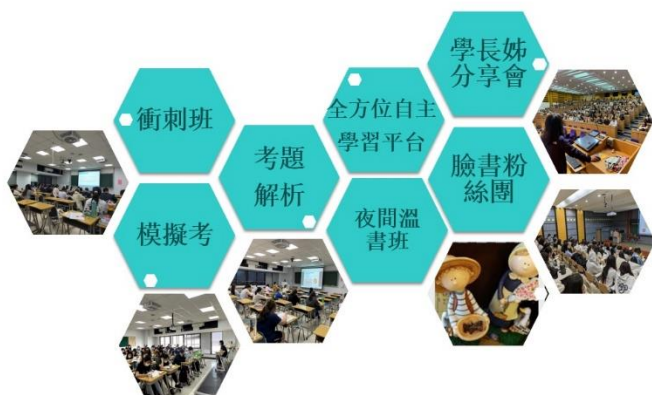 學長姊
分享會
衝刺班
全方位自主
學習平台
考題
解析
臉書粉
絲團
模擬考
夜間溫
書班